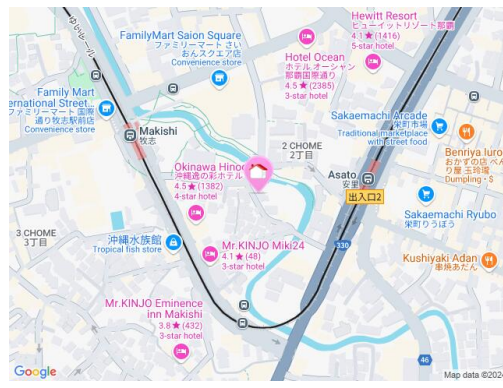 ゆいレール
FamilyMart Saion Square
ファミリーマート さい
おんスクエア店
Convenience store
Hewitt Resort
ヒューイットリゾート那覇
4.1★ (1416)
5-star hotel
Hotel Ocean
ホテル オーシャン
那覇国際通り
4.5★ (2385)
3-star hotel
Family Mart
ernational Street...
ファミリーマート 国際
通り牧志駅前店
Convenience store
Makishi
牧志
2 CHOME
2丁目
Sakaemachi Arcade
栄町市場
Traditional marketplace
with street food
Benriya Iuro
おかずの店 べん
り屋 玉玲瓏
Dumpling・$
Okinawa Hino
沖縄逸の彩ホテル
4.5★ (1382)
4-star hotel
Asato
安里
出入口2
Sakaemachi Ryubo
栄町りうぼう
3 CHOME
3丁目
沖縄水族館
Tropical fish store
Mr.KINJO Miki24
4.1★ (48)
3-star hotel
330
Kushiyaki Adan
串焼あだん
Mr.KINJO Eminence
inn Makishi
3.8★ (432)
3-star hotel
46
Google
Map data ©202